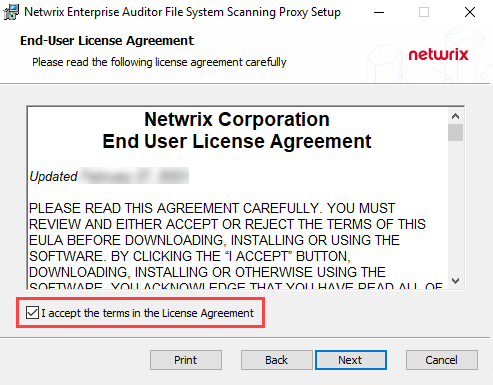 Netwrix Enterprise Auditor File System Scanning Proxy Setup
End-User License Agreement
Please read the following license agreement carefully
netwrix
Netwrix Corporation
End User License Agreement
Updated
PLEASE READ THIS AGREEMENT CAREFULLY. YOU MUST
REVIEW AND EITHER ACCEPT OR REJECT THE TERMS OF THIS
EULA BEFORE DOWNLOADING, INSTALLING OR USING THE
SOFTWARE. BY CLICKING THE “I ACCEPT” BUTTON,
DOWNLOADING, INSTALLING OR OTHERWISE USING THE
SOFTWARE, YOU ACKNOWLEDGE THAT YOU HAVE READ ALL OF
I accept the terms in the License Agreement
Print
Back
Next
Cancel